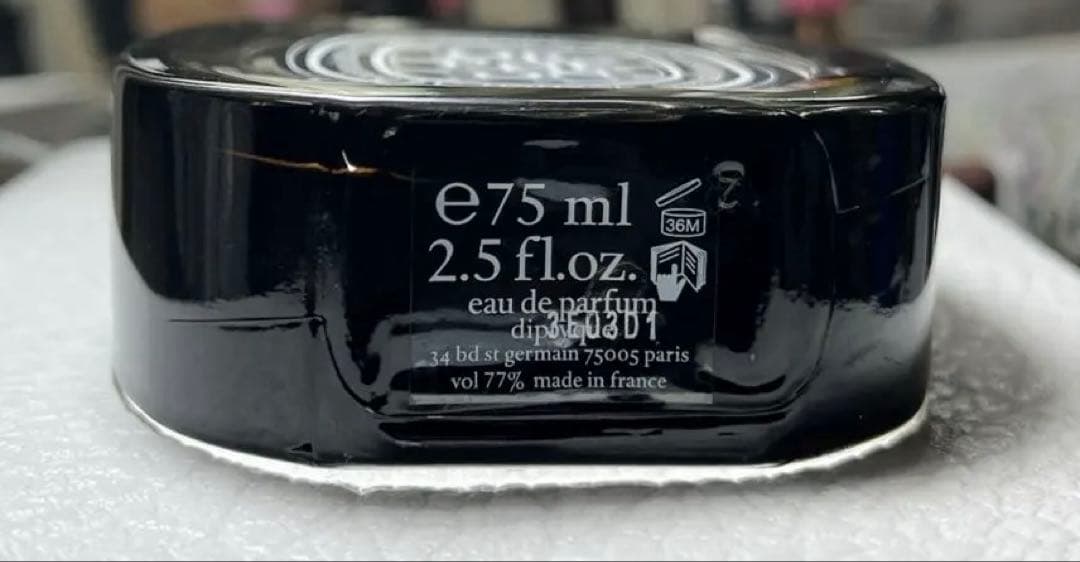 e75 ml
36M
2.5 fl.oz.
eau de parfum
diptyque
34 bd st germain 75005 paris
vol 77% made in france